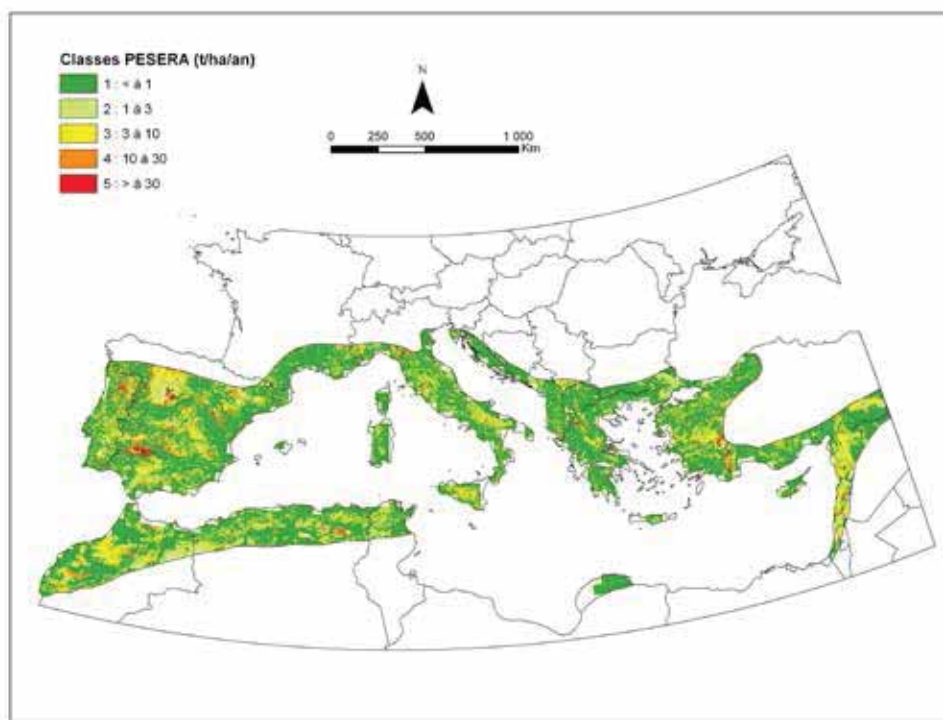 Classes PESERA (t/ha/an)
1 : < à 1
2 : 1 à 3
3 : 3 à 10
4 : 10 à 30
5 : > à 30
N
0 250 500 1 000
Km